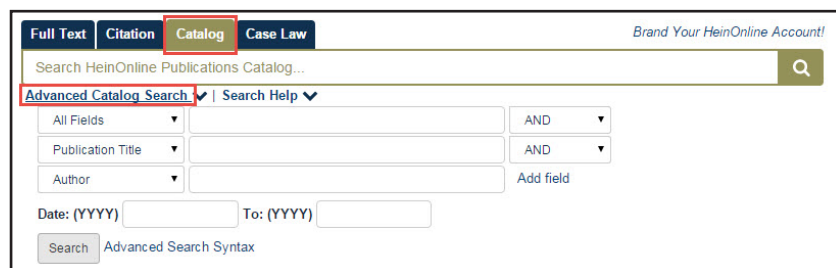 Full Text Citation Catalog Case Law Brand Your HeinOnline Account!
Search HeinOnline Publications Catalog...
Advanced Catalog Search | Search Help
All Fields AND
Publication Title AND
Author Add field
Date: (YYYY) To: (YYYY)
Search Advanced Search Syntax